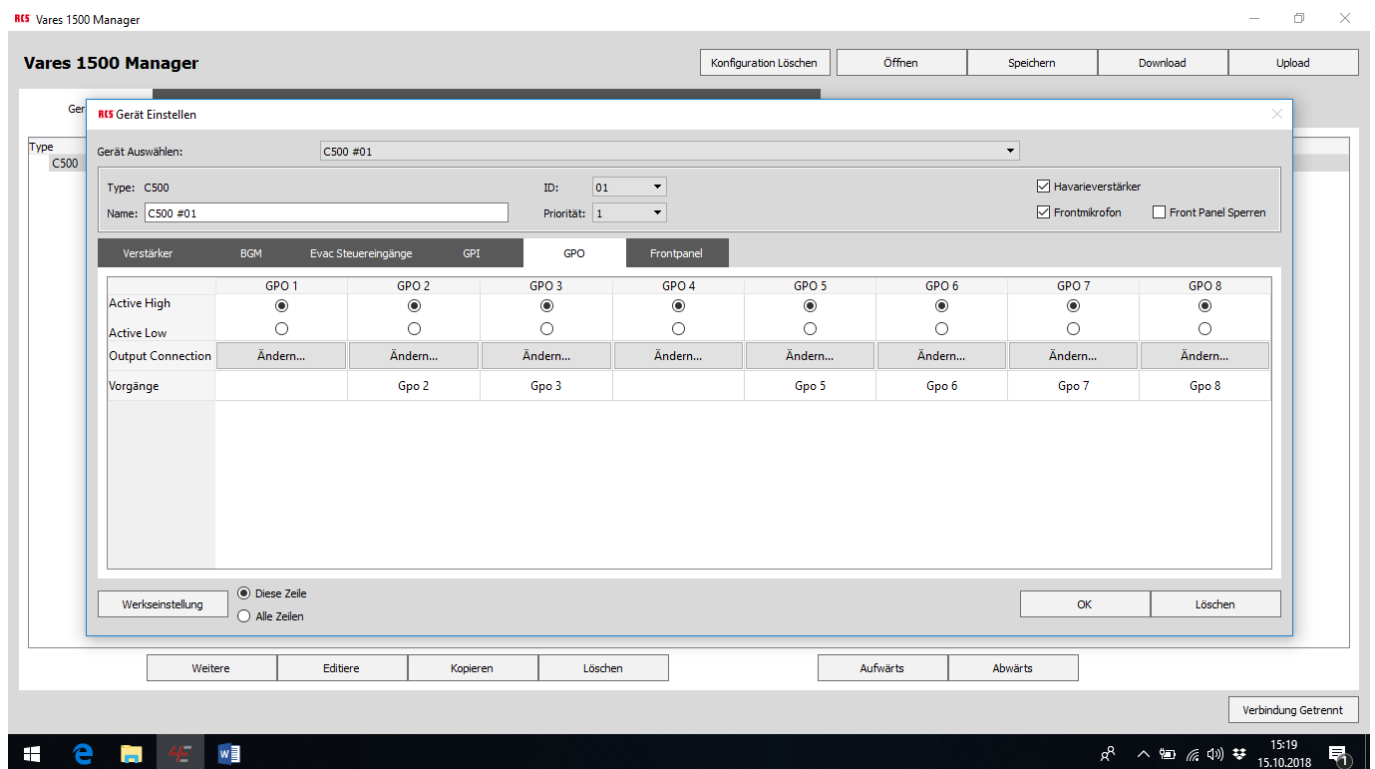 RCS Vares 1500 Manager
Vares 1500 Manager
Konfiguration Löschen Öffnen Speichern Download Upload
Ger
RCS Gerät Einstellen
Type
C500
Gerät Auswählen: C500 #01
Type: C500 ID: 01 Havarieverstärker
Name: C500 #01 Priorität: 1 Frontmikrofon Front Panel Sperren
Verstärker BGM Evac Steuereingänge GPI GPO Frontpanel
GPO 1 GPO 2 GPO 3 GPO 4 GPO 5 GPO 6 GPO 7 GPO 8
Active High
Active Low
Output Connection Ändern... Ändern... Ändern... Ändern... Ändern... Ändern... Ändern... Ändern...
Vorgänge Gpo 2 Gpo 3 Gpo 5 Gpo 6 Gpo 7 Gpo 8
Werkseinstellung Diese Zeile OK Löschen
Alle Zeilen
Weitere Editiere Kopieren Löschen Aufwärts Abwärts
Verbindung Getrennt
15:19
15.10.2018